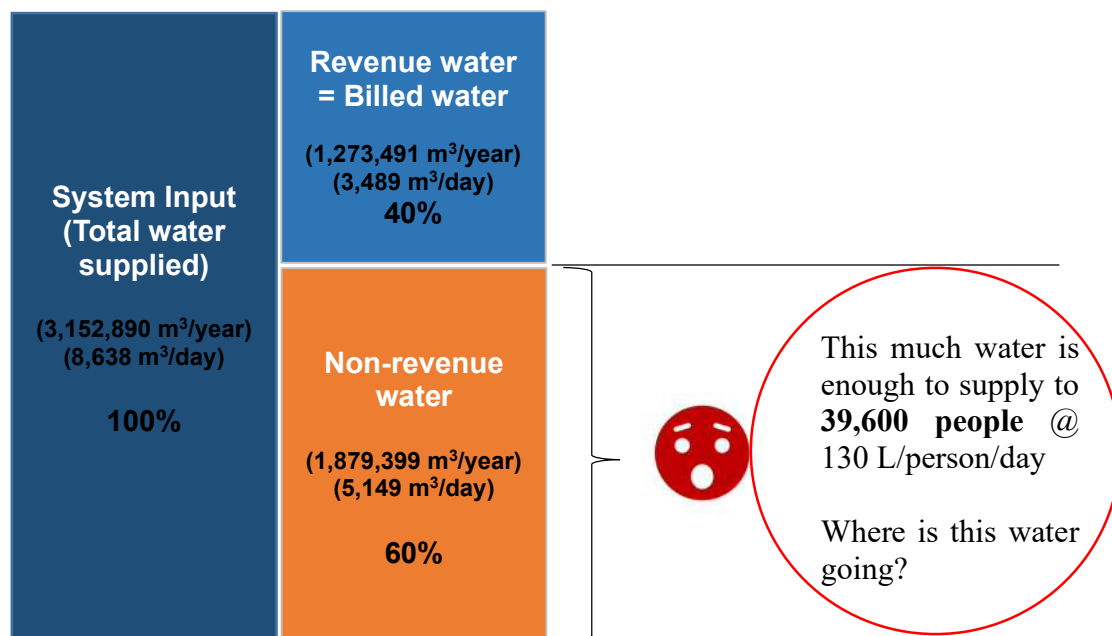 System Input
(Total water
supplied)
(3,152,890 m³/year)
(8,638 m³/day)
100%
Revenue water
= Billed water
(1,273,491 m³/year)
(3,489 m³/day)
40%
Non-revenue
water
(1,879,399 m³/year)
(5,149 m³/day)
60%
This much water is
enough to supply to
39,600 people @
130 L/person/day
Where is this water
going?